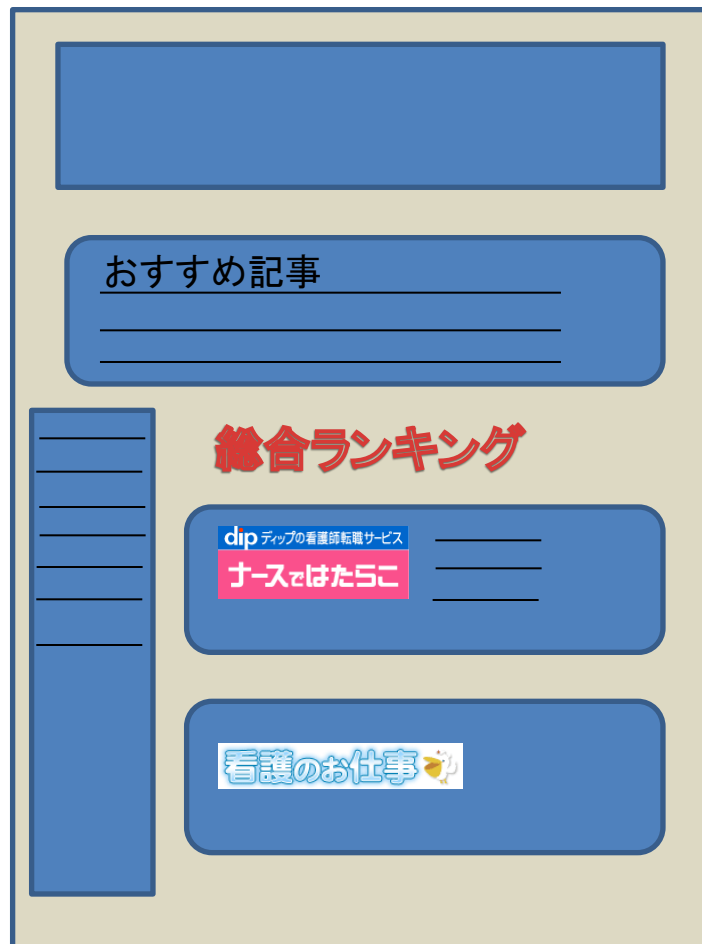 おすすめ記事
総合ランキング
dip ディップの看護師転職サービス
ナースではたらこ
看護のお仕事